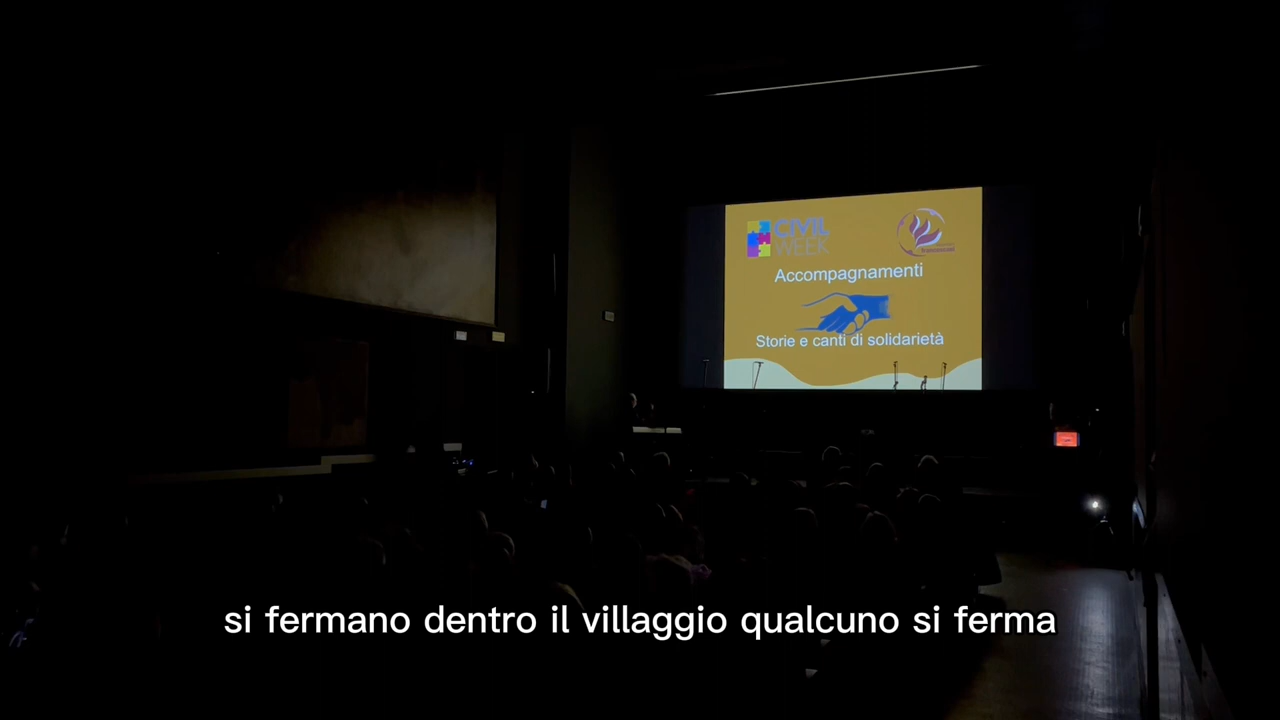 CIVIL
WEEK
Accompagnamenti
Storie e canti di solidarietà
si fermano dentro il villaggio qualcuno si ferma